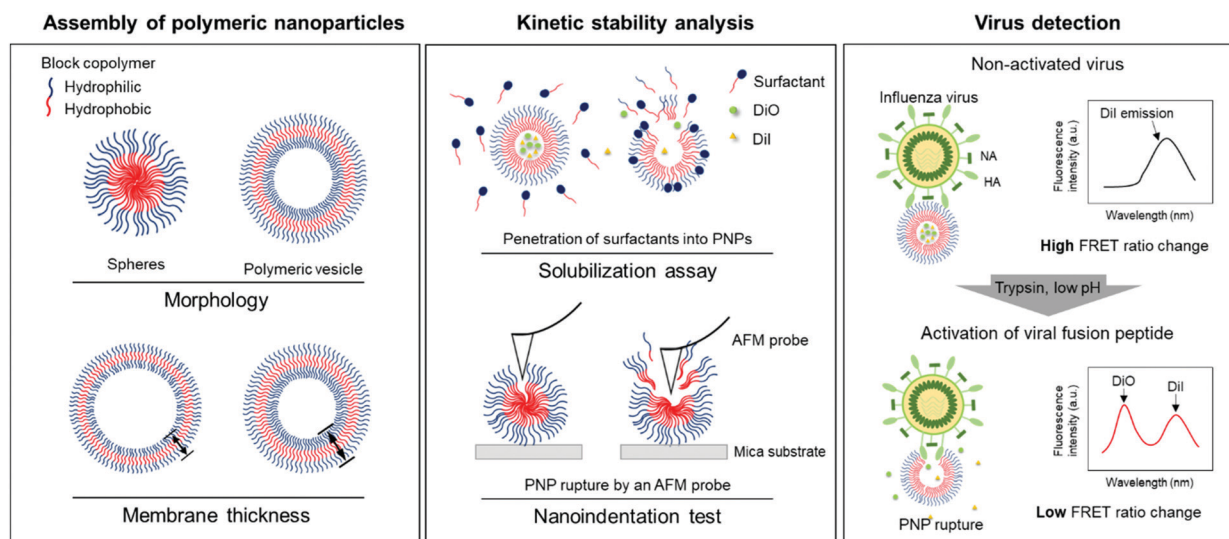 Assembly of polymeric nanoparticles
Block copolymer
Hydrophilic
Hydrophobic
Spheres
Polymeric vesicle
Morphology
Membrane thickness
Kinetic stability analysis
Surfactant
DiO
DiI
Penetration of surfactants into PNPs
Solubilization assay
AFM probe
Mica substrate
PNP rupture by an AFM probe
Nanoindentation test
Virus detection
Non-activated virus
Influenza virus
NA
HA
DiI emission
Fluorescence
intensity (a.u.)
Wavelength (nm)
High FRET ratio change
Trypsin, low pH
Activation of viral fusion peptide
DiO
DiI
Fluorescence
intensity (a.u.)
Wavelength (nm)
PNP rupture
Low FRET ratio change